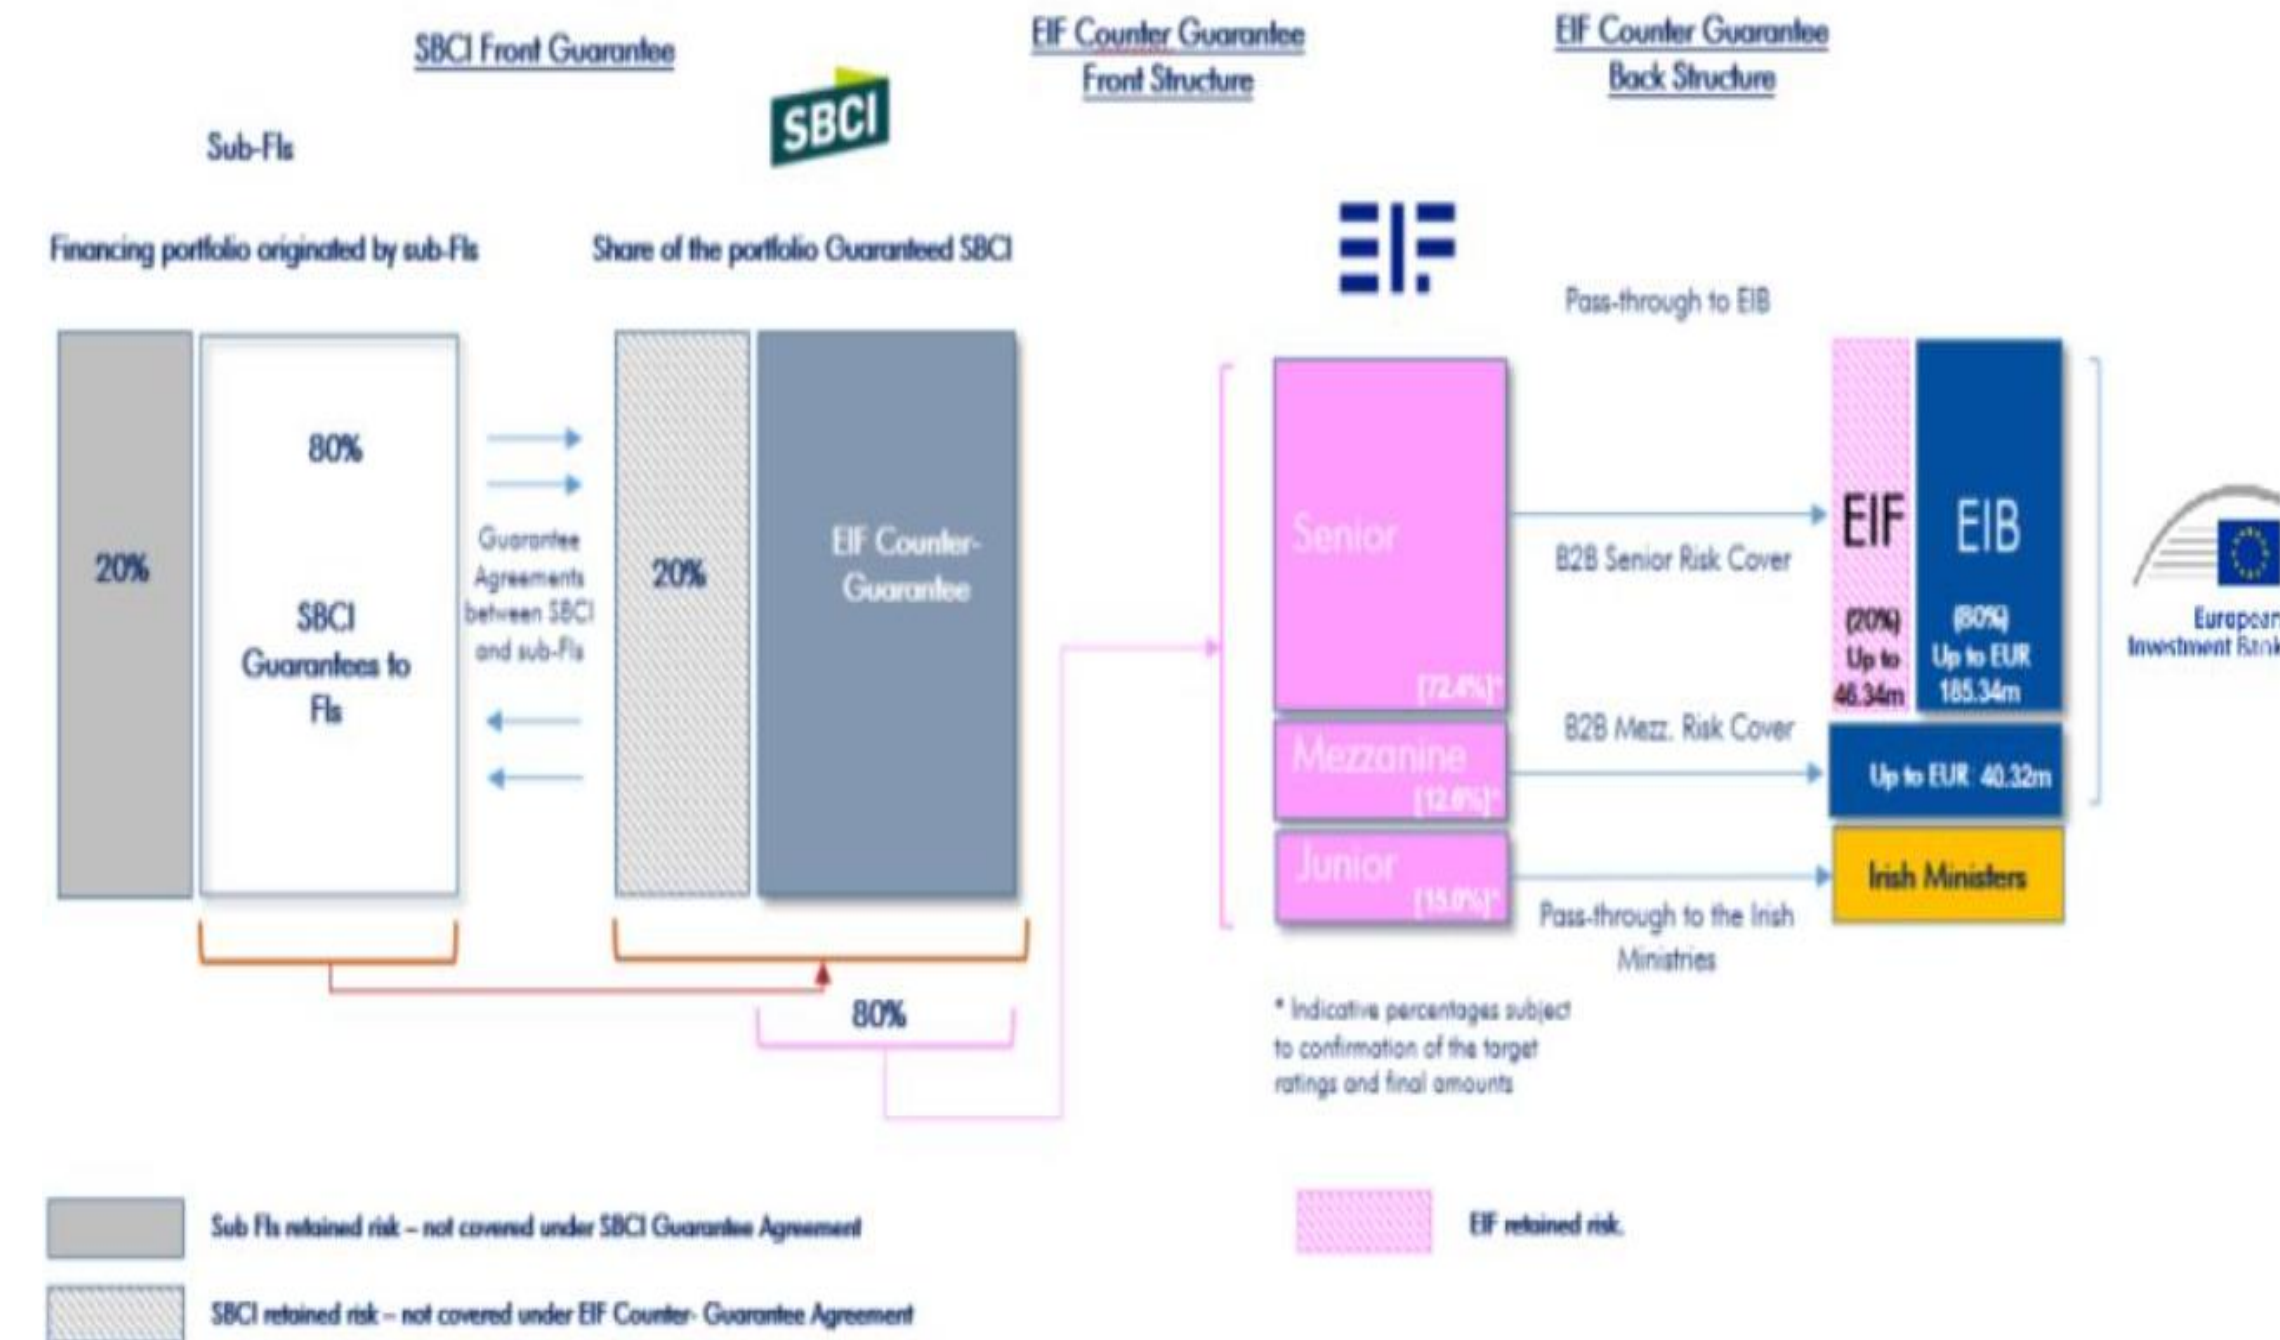 SBCI Front Guarantee
EIF Counter Guarantee
Front Structure
EIF Counter Guarantee
Back Structure
SBCI
Sub-FIs
EIF
Financing portfolio originated by sub-FIs
Share of the portfolio Guaranteed SBCI
Pass-through to EIB
20%
80%
SBCI
Guarantees to
FIs
Guarantee
Agreements
between SBCI
and sub-FIs
20%
EIF Counter-
Guarantee
80%
Senior
[72.4%]*
Mezzanine
[12.6%]*
Junior
[15.0%]*
B2B Senior Risk Cover
B2B Mezz. Risk Cover
Pass-through to the Irish
Ministries
EIF
(20%)
Up to
46.34m
EIB
(80%)
Up to EUR
185.34m
Up to EUR 40.32m
Irish Ministers
European
Investment Bank
* Indicative percentages subject
to confirmation of the target
ratings and final amounts
Sub FIs retained risk – not covered under SBCI Guarantee Agreement
EIF retained risk.
SBCI retained risk – not covered under EIF Counter- Guarantee Agreement